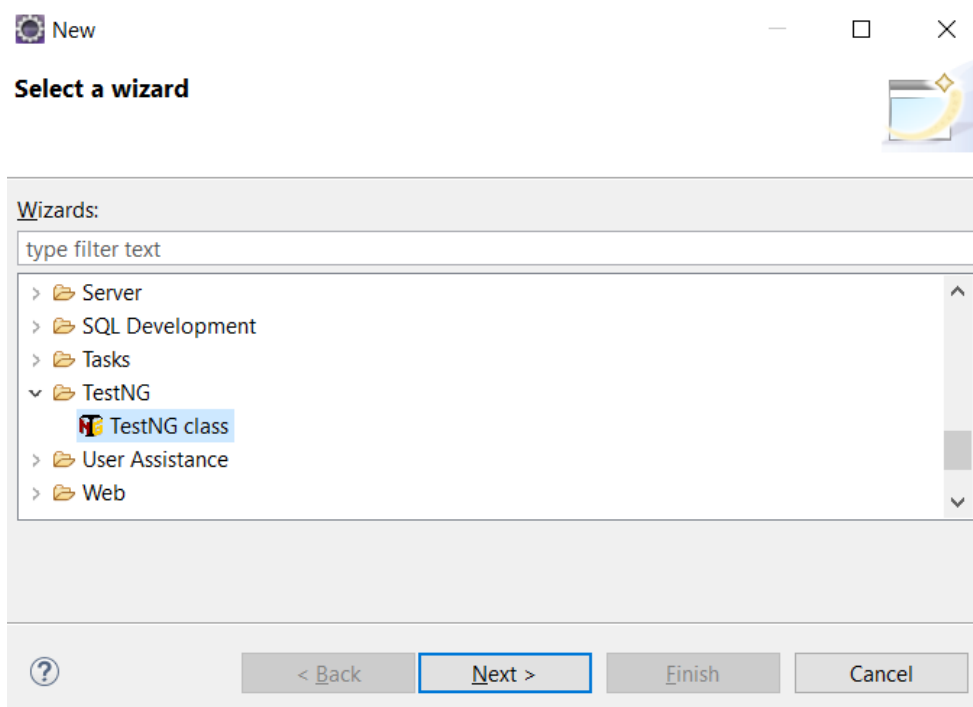 New
Select a wizard
Wizards:
type filter text
Server
SQL Development
Tasks
TestNG
TestNG class
User Assistance
Web
? < Back Next > Finish Cancel